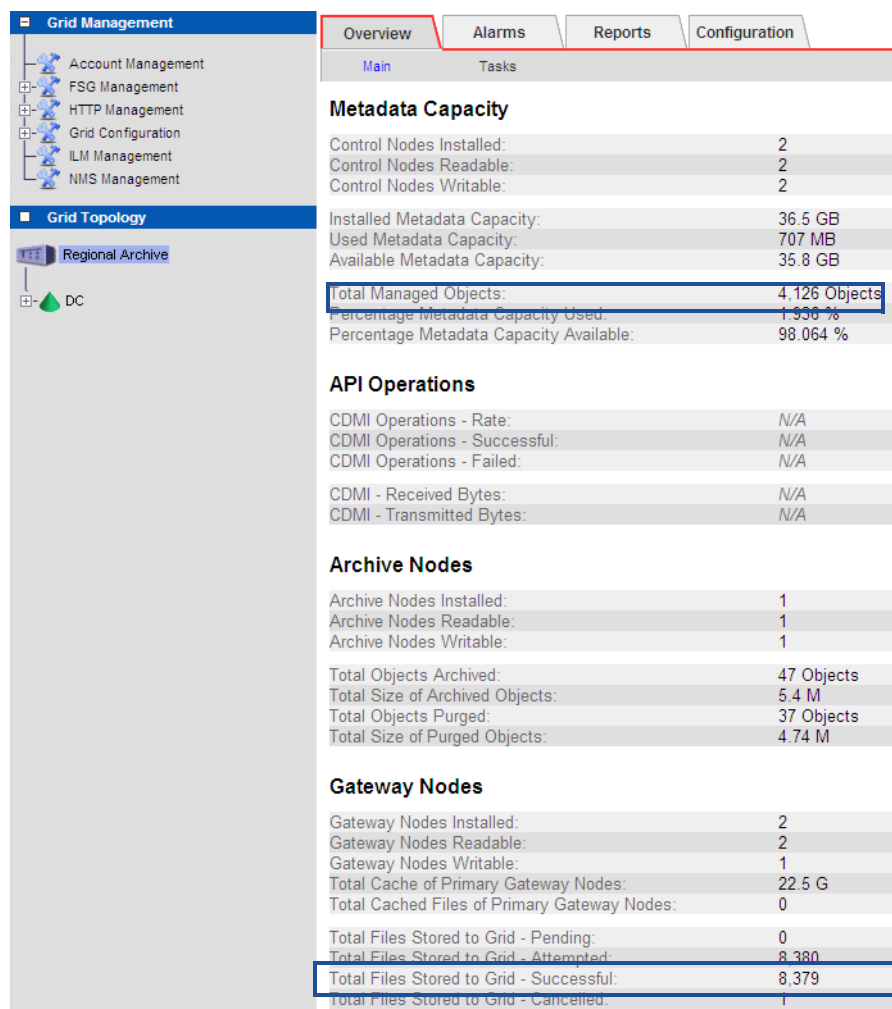 Grid Management
Account Management
FSG Management
HTTP Management
Grid Configuration
ILM Management
NMS Management
Grid Topology
Regional Archive
DC
Overview Alarms Reports Configuration
Main Tasks
Metadata Capacity
Control Nodes Installed: 2
Control Nodes Readable: 2
Control Nodes Writable: 2
Installed Metadata Capacity: 36.5 GB
Used Metadata Capacity: 707 MB
Available Metadata Capacity: 35.8 GB
Total Managed Objects: 4,126 Objects
Percentage Metadata Capacity Used: 1.936 %
Percentage Metadata Capacity Available: 98.064 %
API Operations
CDMI Operations - Rate: N/A
CDMI Operations - Successful: N/A
CDMI Operations - Failed: N/A
CDMI - Received Bytes: N/A
CDMI - Transmitted Bytes: N/A
Archive Nodes
Archive Nodes Installed: 1
Archive Nodes Readable: 1
Archive Nodes Writable: 1
Total Objects Archived: 47 Objects
Total Size of Archived Objects: 5.4 M
Total Objects Purged: 37 Objects
Total Size of Purged Objects: 4.74 M
Gateway Nodes
Gateway Nodes Installed: 2
Gateway Nodes Readable: 2
Gateway Nodes Writable: 1
Total Cache of Primary Gateway Nodes: 22.5 G
Total Cached Files of Primary Gateway Nodes: 0
Total Files Stored to Grid - Pending: 0
Total Files Stored to Grid - Attempted: 8,380
Total Files Stored to Grid - Successful: 8,379
Total Files Stored to Grid - Cancelled: 1